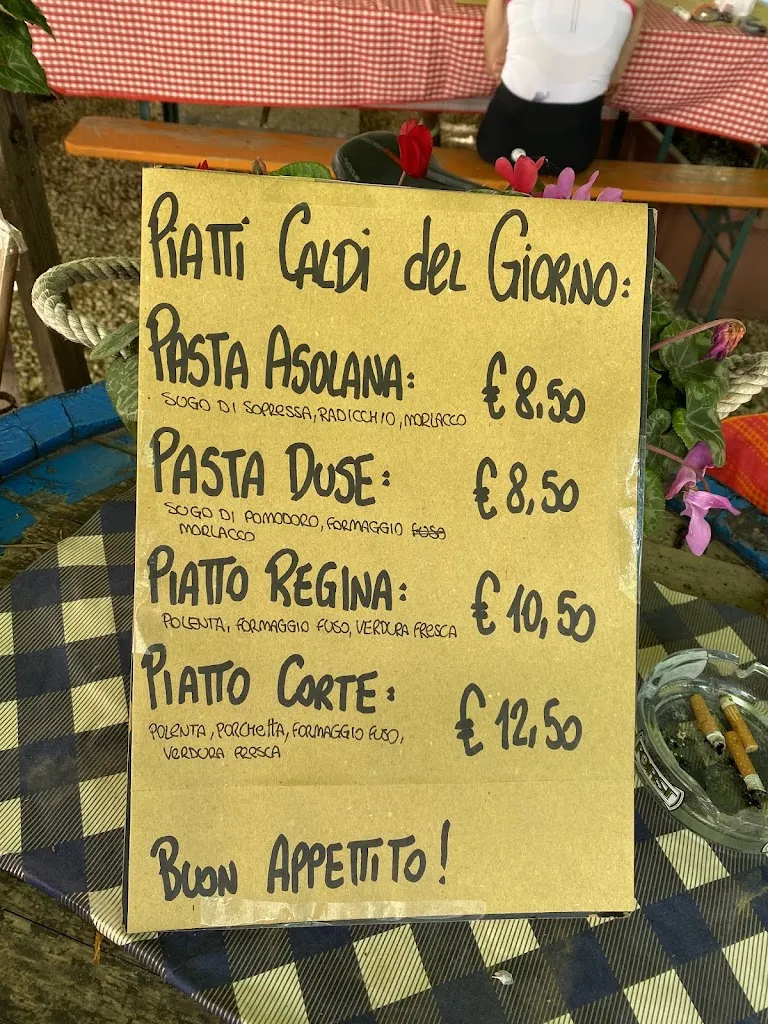 Piatti Caldi del Giorno:
Pasta Asolana: € 8,50
SUGO DI SOPRESSA, RADICCHIO, MORLACCO
Pasta Duse: € 8,50
SUGO DI POMODORO, FORMAGGIO FUSO
MORLACCO
Piatto Regina: € 10,50
POLENTA, FORMAGGIO FUSO, VERDURA FRESCA
Piatto Corte: € 12,50
POLENTA, PORCHETTA, FORMAGGIO FUSO,
VERDURA FRESCA
Buon Appetito!